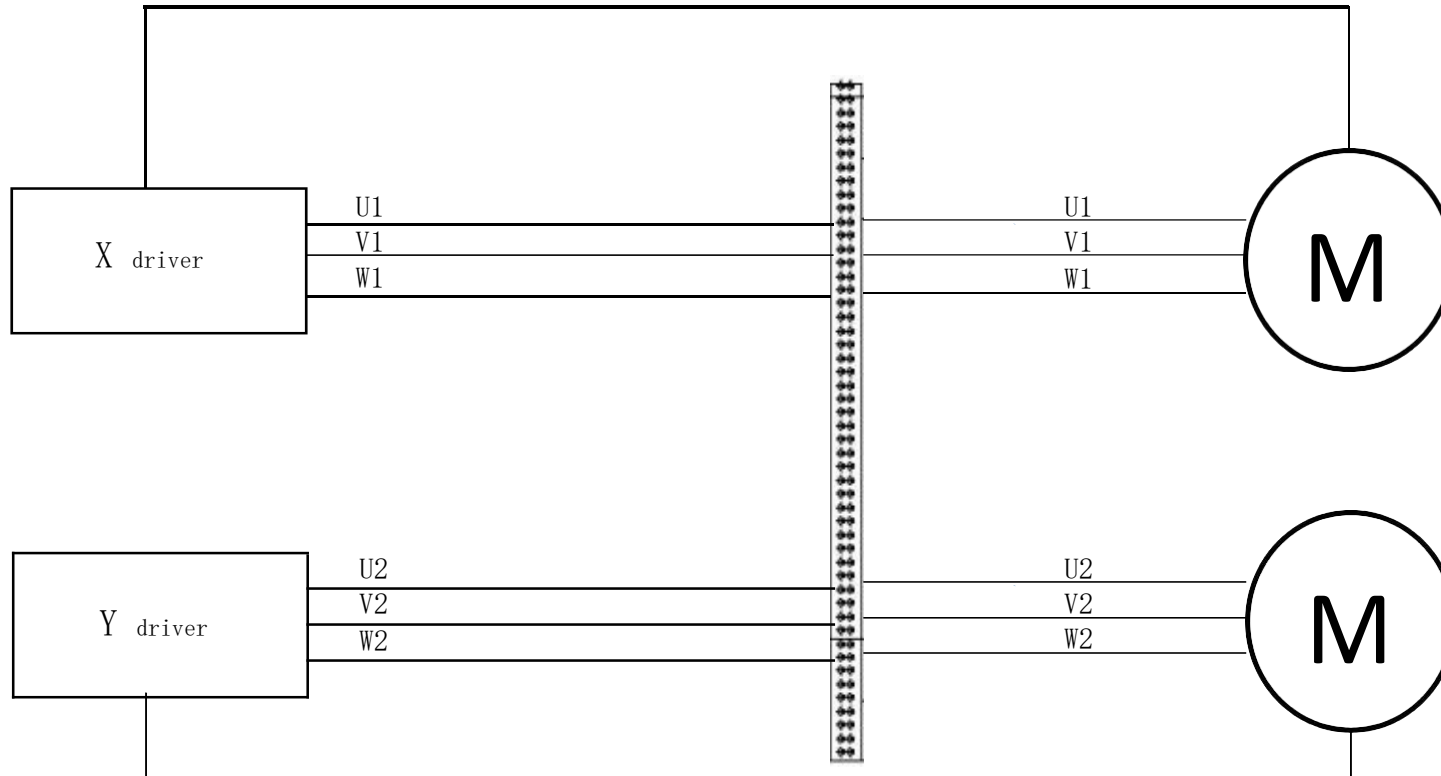 U1 U1
V1 V1
X driver
W1 W1
M
U2 U2
V2 V2
Y driver
W2 W2
M